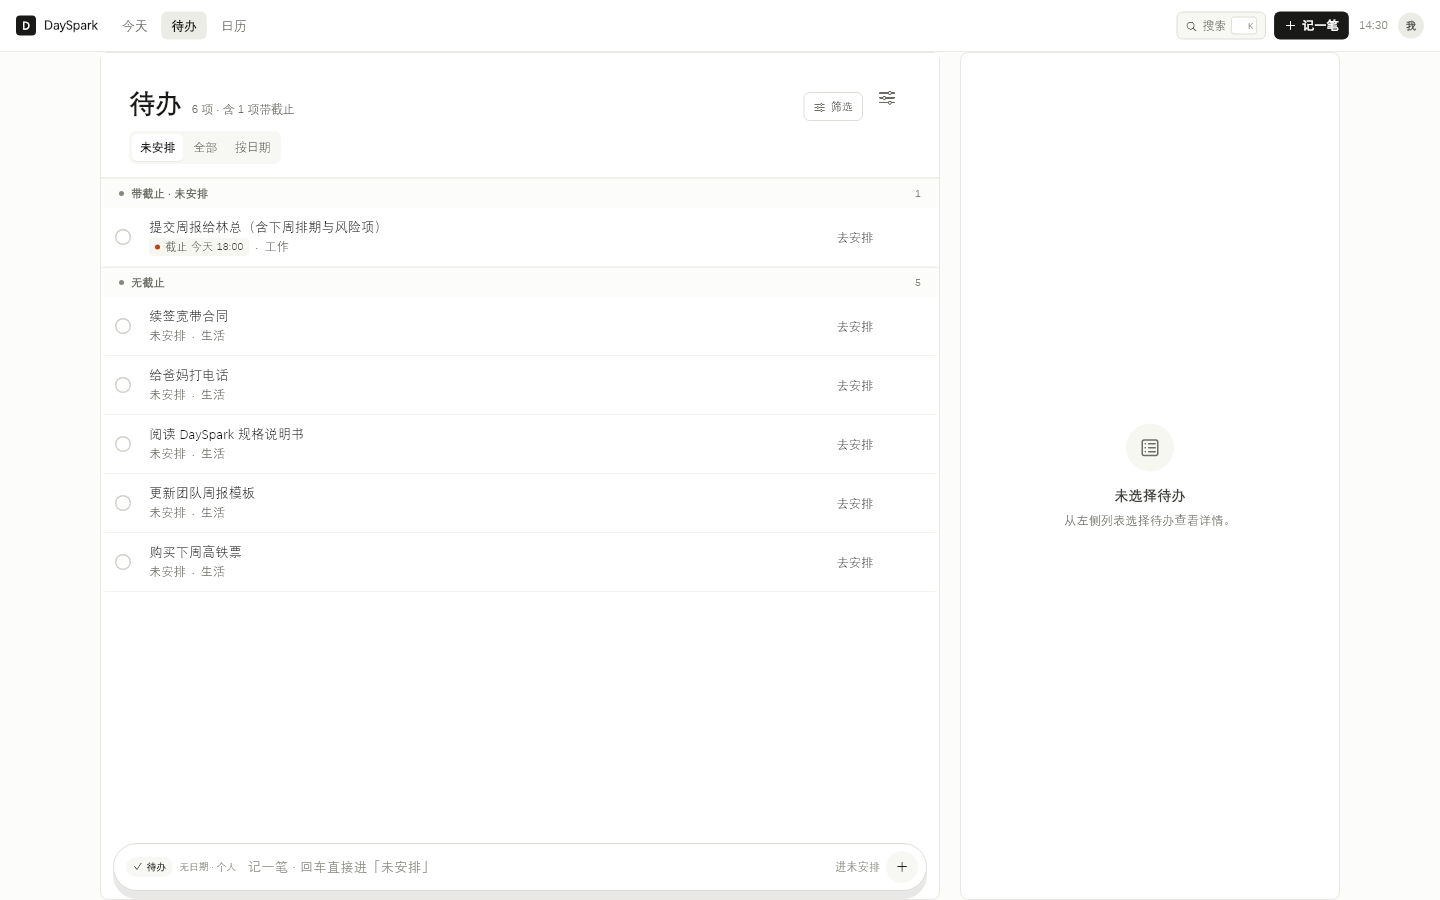 D DaySpark 今天 待办 日历 搜索 K + 记一笔 14:30 我
待办 6 项 · 含 1 项带截止 筛选
未安排 全部 按日期
带截止 · 未安排 1
提交周报给林总（含下周排期与风险项） 去安排
截止 今天 18:00 · 工作
无截止 5
续签宽带合同 去安排
未安排 · 生活
给爸妈打电话 去安排
未安排 · 生活
阅读 DaySpark 规格说明书 去安排
未安排 · 生活
更新团队周报模板 去安排
未安排 · 生活
购买下周高铁票 去安排
未安排 · 生活
未选择待办
从左侧列表选择待办查看详情。
待办 无日期 · 个人 记一笔 · 回车直接进「未安排」 进未安排 +